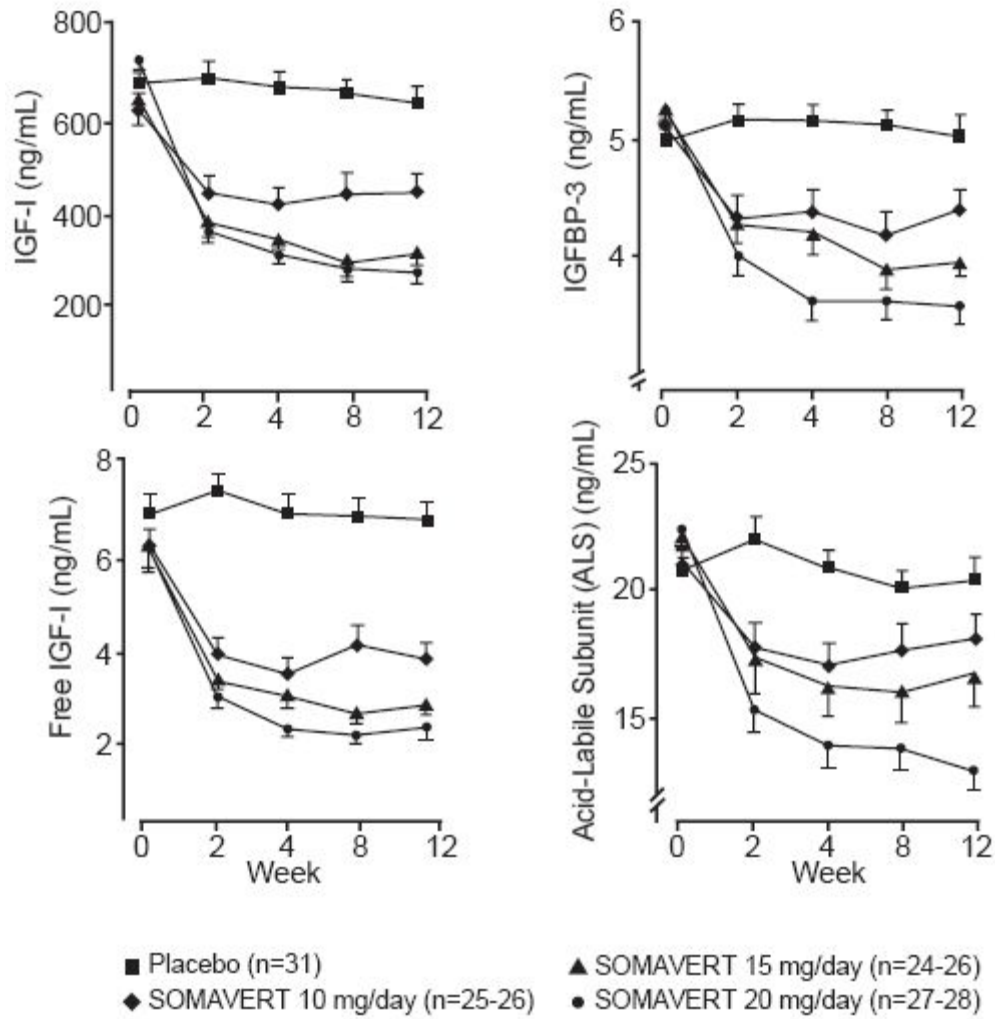 IGF-I (ng/mL)
800
600
400
200
0 2 4 8 12
IGFBP-3 (ng/mL)
6
5
4
0 2 4 8 12
Free IGF-I (ng/mL)
8
6
4
2
0 2 4 8 12
Week
Acid-Labile Subunit (ALS) (ng/mL)
25
20
15
0 2 4 8 12
Week
Placebo (n=31)
SOMAVERT 10 mg/day (n=25-26)
SOMAVERT 15 mg/day (n=24-26)
SOMAVERT 20 mg/day (n=27-28)